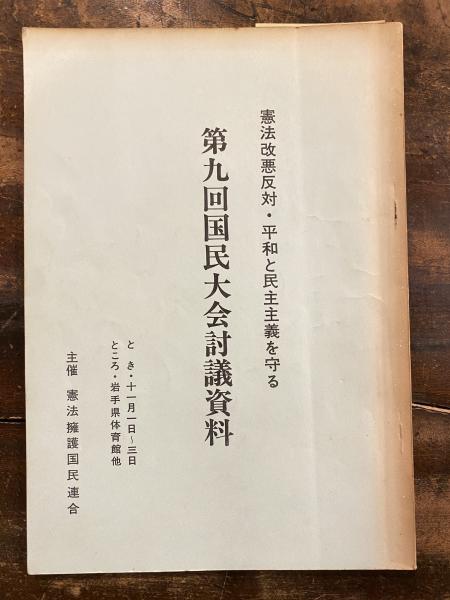 憲法改悪反対・平和と民主主義を守る
第九回国民大会討議資料
とき・十一月一日~三日
ところ・岩手県体育館他
主催 憲法擁護国民連合